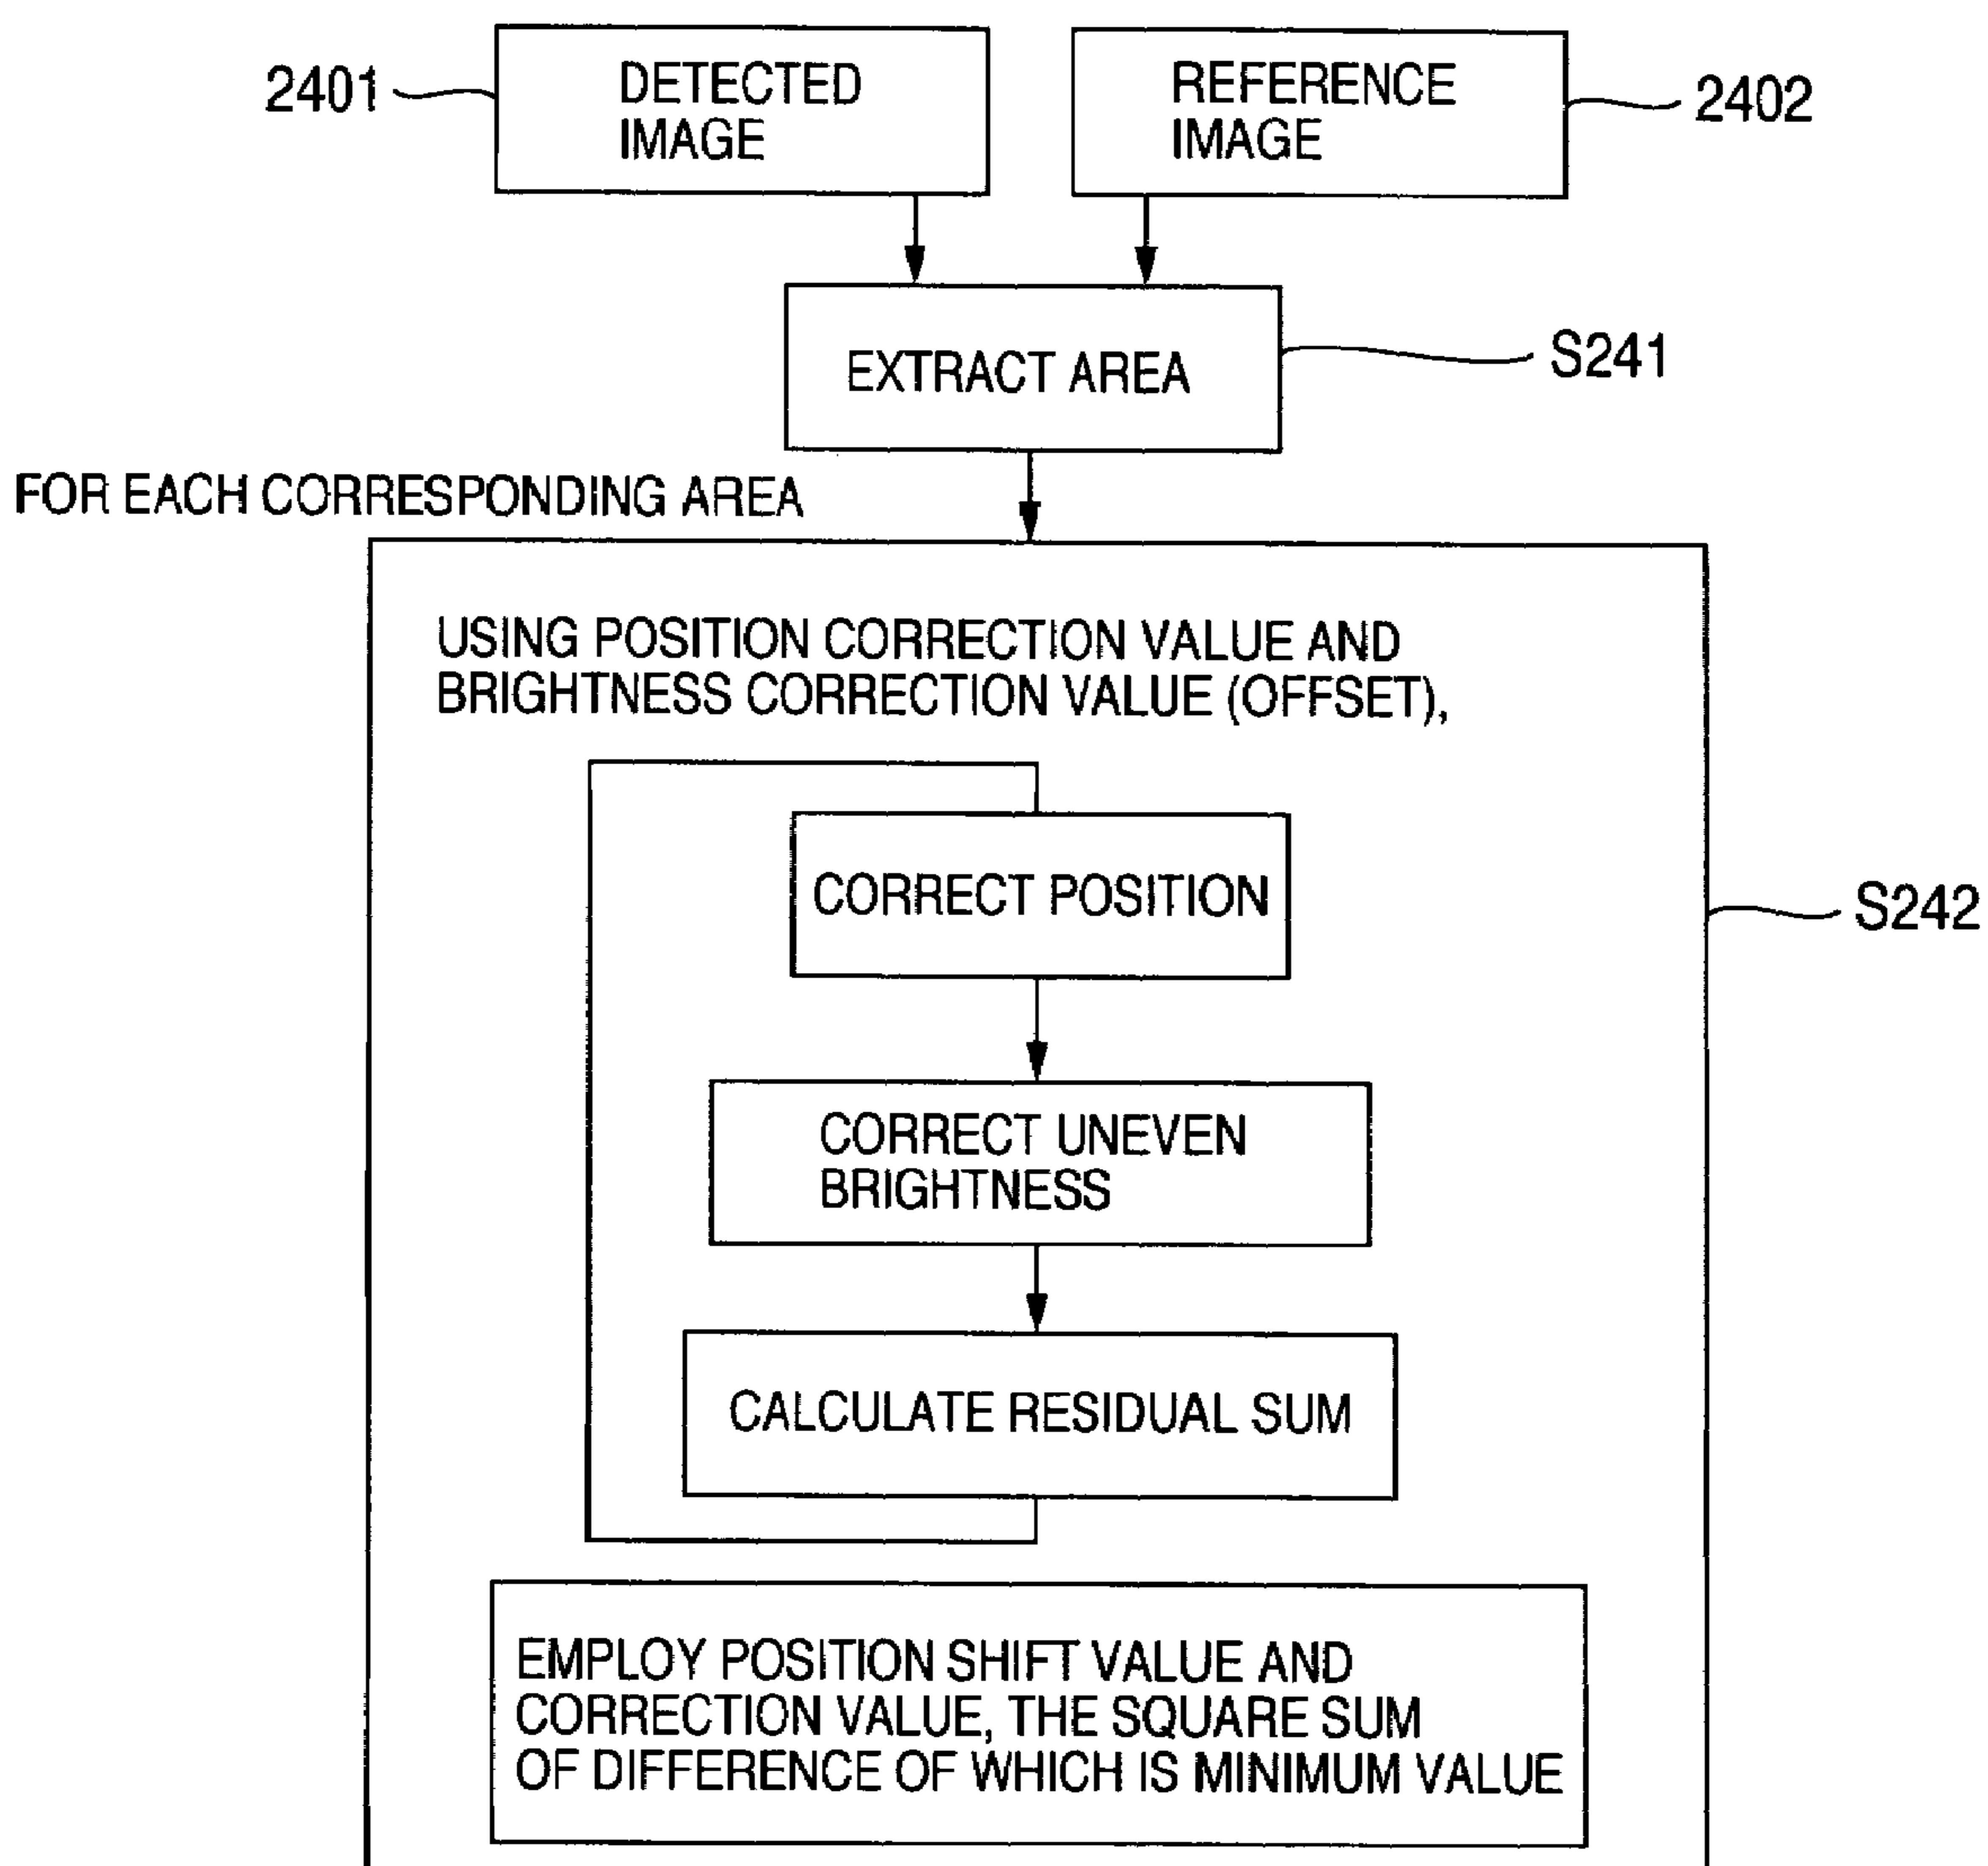 2401
DETECTED
IMAGE
REFERENCE
IMAGE
2402
EXTRACT AREA
S241
FOR EACH CORRESPONDING AREA
USING POSITION CORRECTION VALUE AND
BRIGHTNESS CORRECTION VALUE (OFFSET),
CORRECT POSITION
S242
CORRECT UNEVEN
BRIGHTNESS
CALCULATE RESIDUAL SUM
EMPLOY POSITION SHIFT VALUE AND
CORRECTION VALUE, THE SQUARE SUM
OF DIFFERENCE OF WHICH IS MINIMUM VALUE